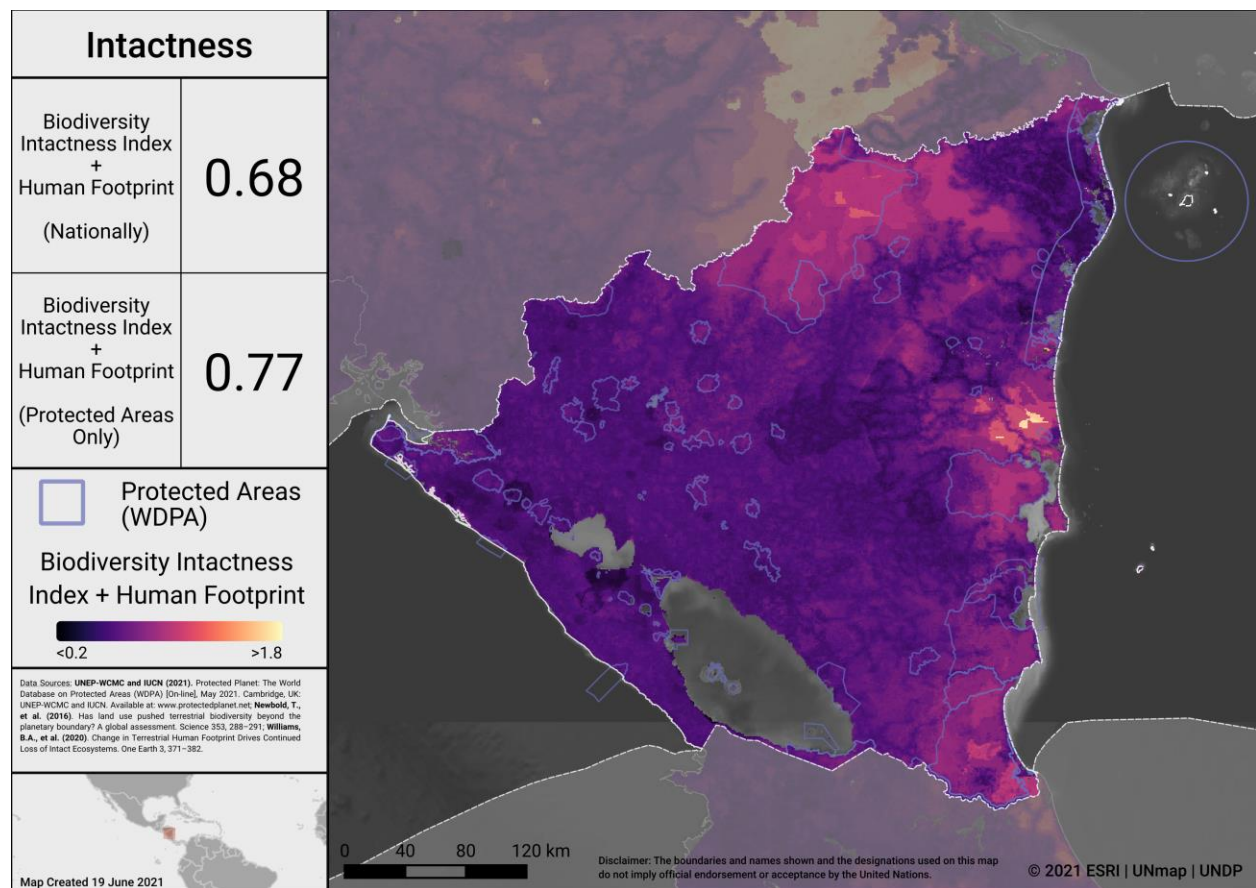 Intactness
Biodiversity
Intactness Index
+
Human Footprint
(Nationally)
0.68
Biodiversity
Intactness Index
+
Human Footprint
(Protected Areas
Only)
0.77
Protected Areas
(WDPA)
Biodiversity Intactness
Index + Human Footprint
<0.2
>1.8
Data Sources: UNEP-WCMC and IUCN (2021). Protected Planet: The World
Database on Protected Areas (WDPA) [On-line], May 2021. Cambridge, UK:
UNEP-WCMC and IUCN. Available at: www.protectedplanet.net; Newbold, T.,
et al. (2016). Has land use pushed terrestrial biodiversity beyond the
planetary boundary? A global assessment. Science 353, 288–291; Williams,
B.A., et al. (2020). Change in Terrestrial Human Footprint Drives Continued
Loss of Intact Ecosystems. One Earth 3, 371–382.
Map Created 19 June 2021
0 40 80 120 km
Disclaimer: The boundaries and names shown and the designations used on this map
do not imply official endorsement or acceptance by the United Nations.
© 2021 ESRI | UNmap | UNDP